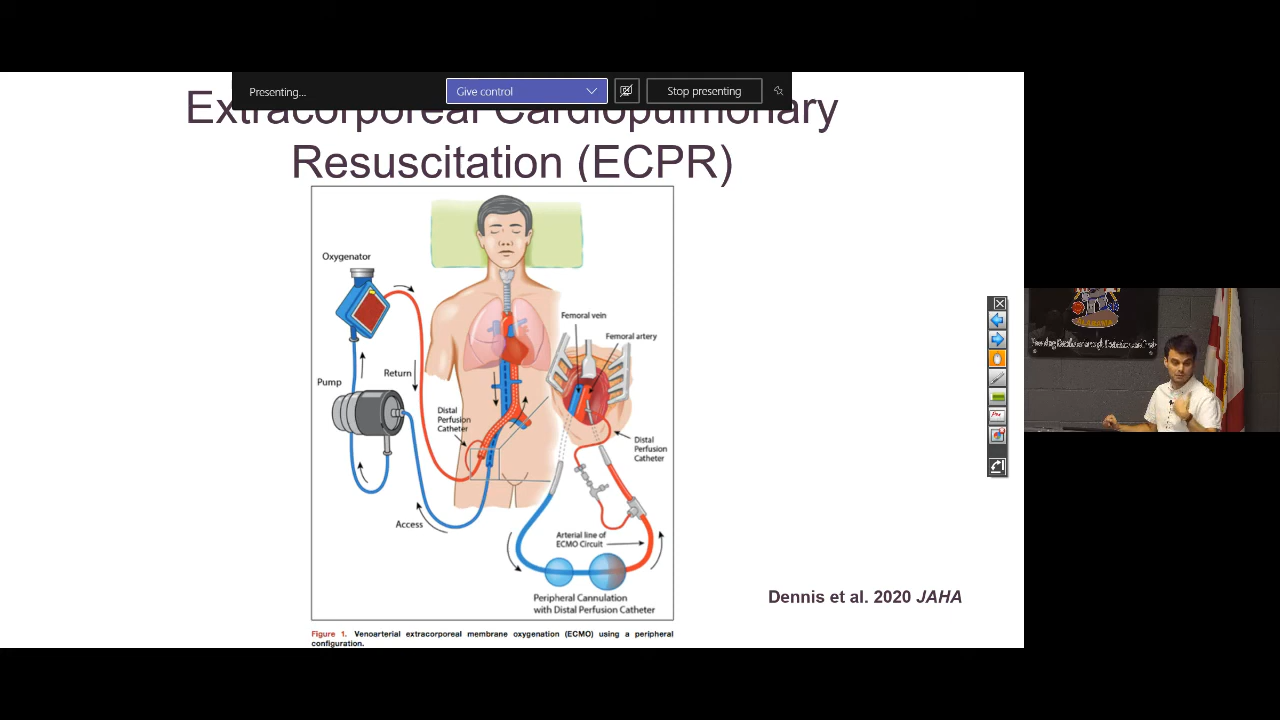 Presenting...
Give control
Stop presenting
Extracorporeal Cardiopulmonary
Resuscitation (ECPR)
Oxygenator
Femoral vein
Femoral artery
Return
Pump
Distal
Perfusion
Catheter
Distal
Perfusion
Catheter
Access
Arterial line of
ECMO Circuit
Peripheral Cannulation
with Distal Perfusion Catheter
Dennis et al. 2020 JAHA
Figure 1. Venoarterial extracorporeal membrane oxygenation (ECMO) using a peripheral
configuration.